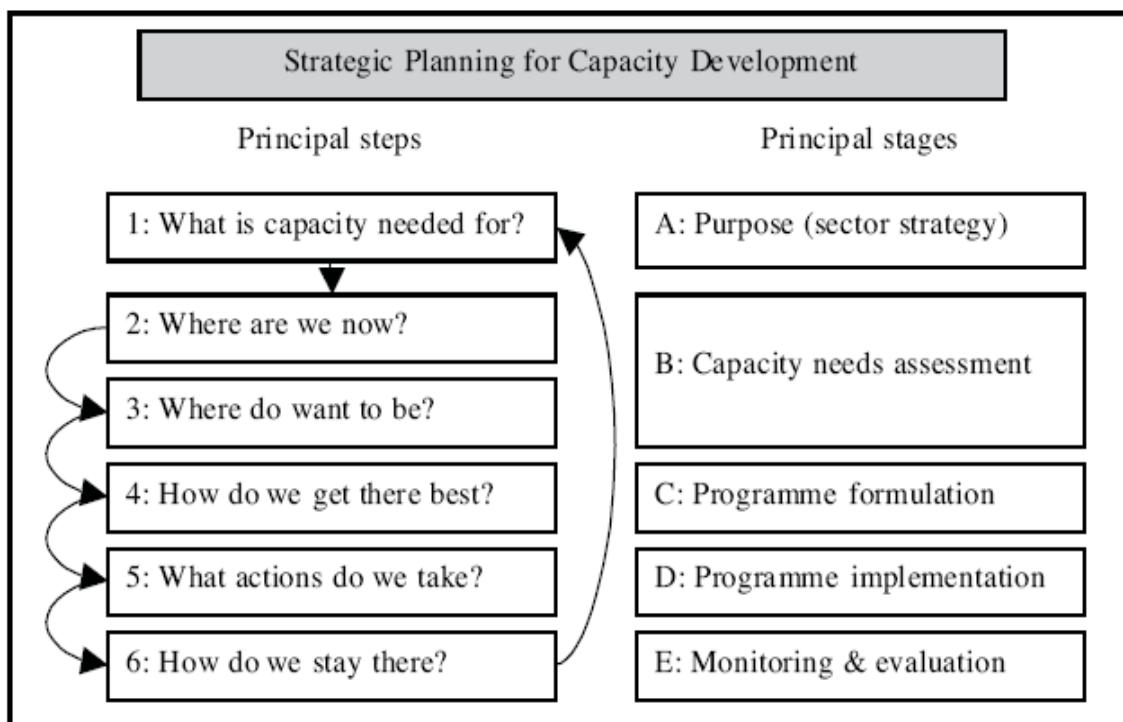 Strategic Planning for Capacity Development
Principal steps
Principal stages
1: What is capacity needed for?
A: Purpose (sector strategy)
2: Where are we now?
B: Capacity needs assessment
3: Where do want to be?
4: How do we get there best?
C: Programme formulation
5: What actions do we take?
D: Programme implementation
6: How do we stay there?
E: Monitoring & evaluation